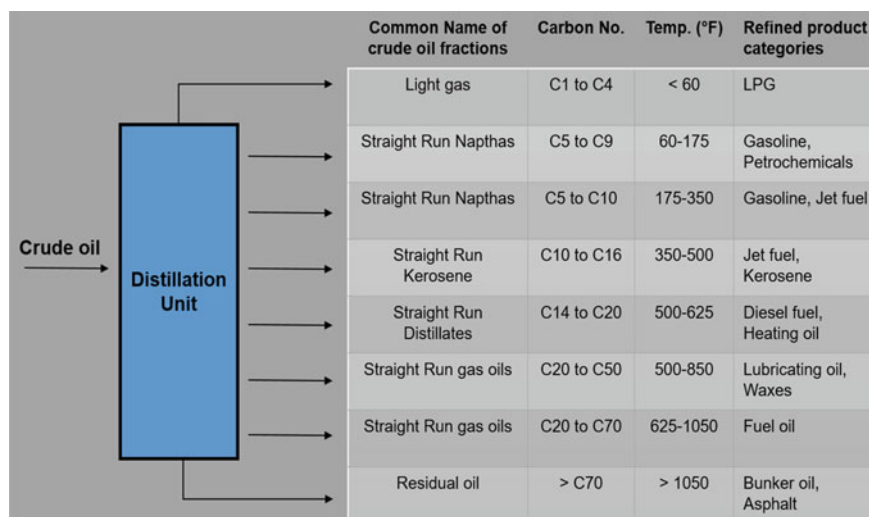 Common Name of
crude oil fractions
Carbon No.
Temp. (°F)
Refined product
categories
Light gas
C1 to C4
< 60
LPG
Straight Run Napthas
C5 to C9
60-175
Gasoline,
Petrochemicals
Straight Run Napthas
C5 to C10
175-350
Gasoline, Jet fuel
Crude oil
Distillation
Unit
Straight Run
Kerosene
C10 to C16
350-500
Jet fuel,
Kerosene
Straight Run
Distillates
C14 to C20
500-625
Diesel fuel,
Heating oil
Straight Run gas oils
C20 to C50
500-850
Lubricating oil,
Waxes
Straight Run gas oils
C20 to C70
625-1050
Fuel oil
Residual oil
> C70
> 1050
Bunker oil,
Asphalt